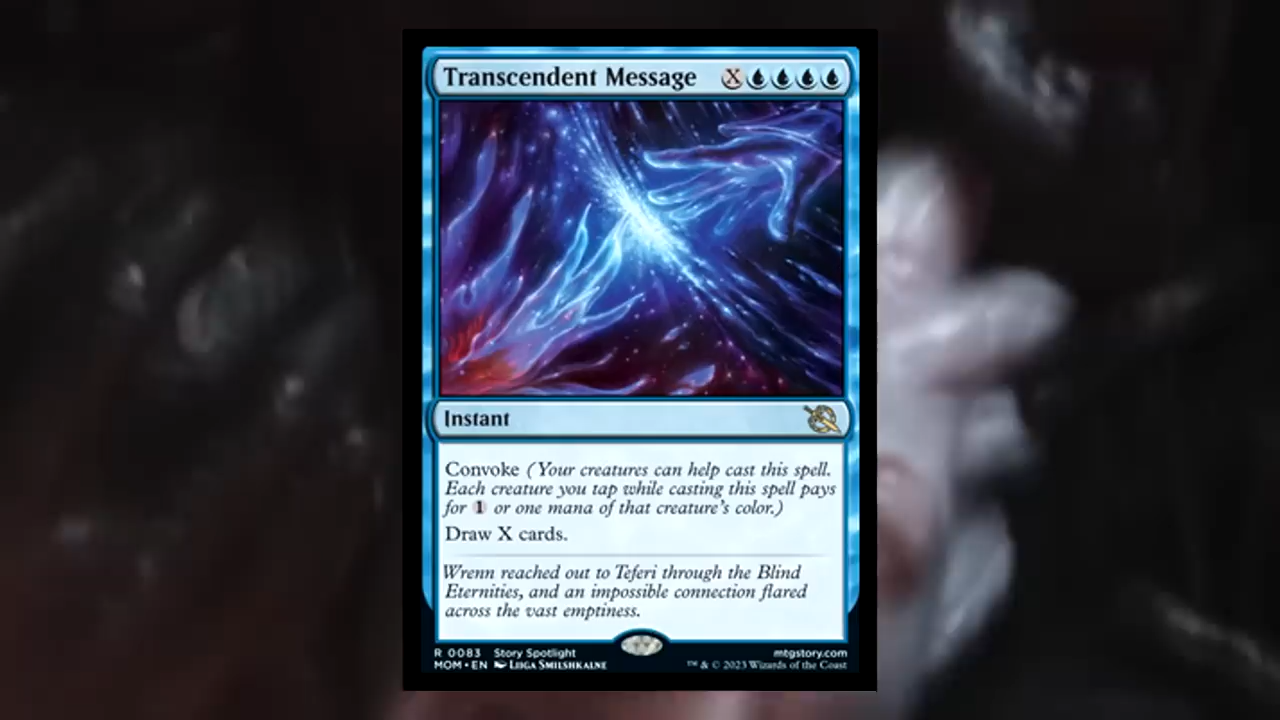 Transcendent Message X
Instant
Convoke (Your creatures can help cast this spell.
Each creature you tap while casting this spell pays
for 1 or one mana of that creature's color.)
Draw X cards.
Wrenn reached out to Teferi through the Blind
Eternities, and an impossible connection flared
across the vast emptiness.
R 0083 Story Spotlight mtgstory.com
MOM • EN Liiga Smilshkalne ™ & © 2023 Wizards of the Coast